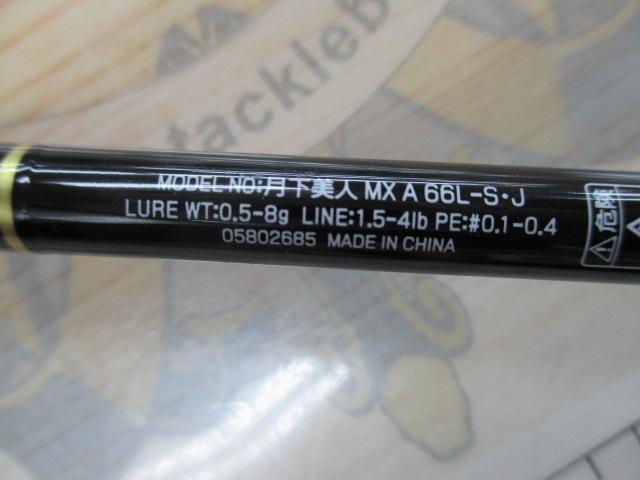 tackleb
MODEL NO:月下美人 MX A 66L-S・J
LURE WT:0.5-8g LINE:1.5-4lb PE:#0.1-0.4
05802685 MADE IN CHINA
危険